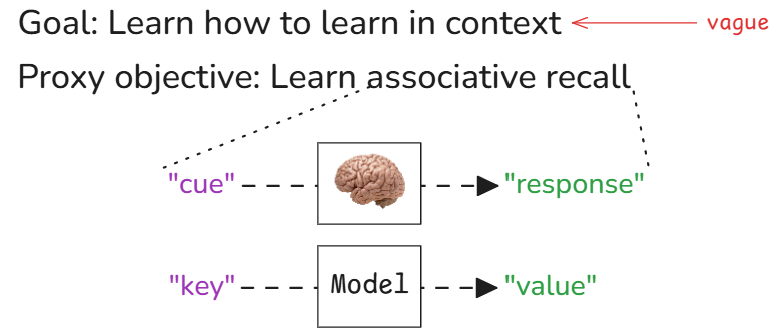 Goal: Learn how to learn in context
vague
Proxy objective: Learn associative recall
"cue"
"response"
"key"
Model
"value"